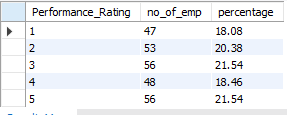 Performance_Rating no_of_emp percentage
1 47 18.08
2 53 20.38
3 56 21.54
4 48 18.46
5 56 21.54